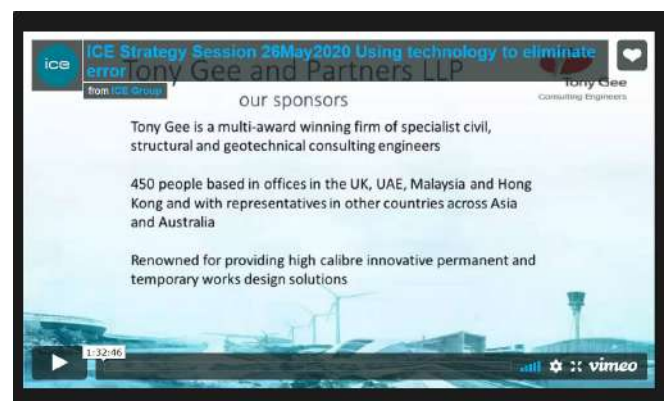 ice
ICE Strategy Session 26May2020 Using technology to eliminate
error
from ICE Group
Tony Gee and Partners LLP
our sponsors
Tony Gee
Consulting Engineers
Tony Gee is a multi-award winning firm of specialist civil,
structural and geotechnical consulting engineers
450 people based in offices in the UK, UAE, Malaysia and Hong
Kong and with representatives in other countries across Asia
and Australia
Renowned for providing high calibre innovative permanent and
temporary works design solutions
1:32:46
vimeo